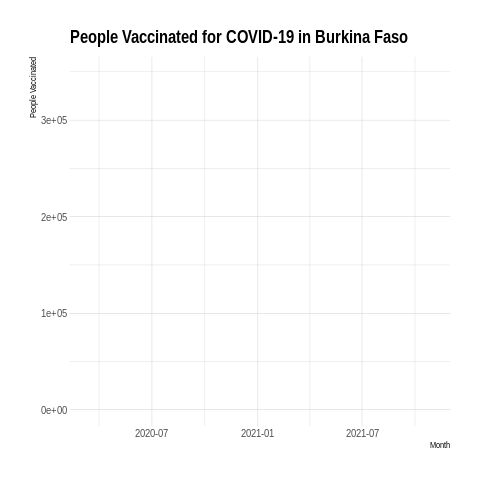 People Vaccinated for COVID-19 in Burkina Faso
People Vaccinated
3e+05
2e+05
1e+05
0e+00
2020-07 2021-01 2021-07
Month